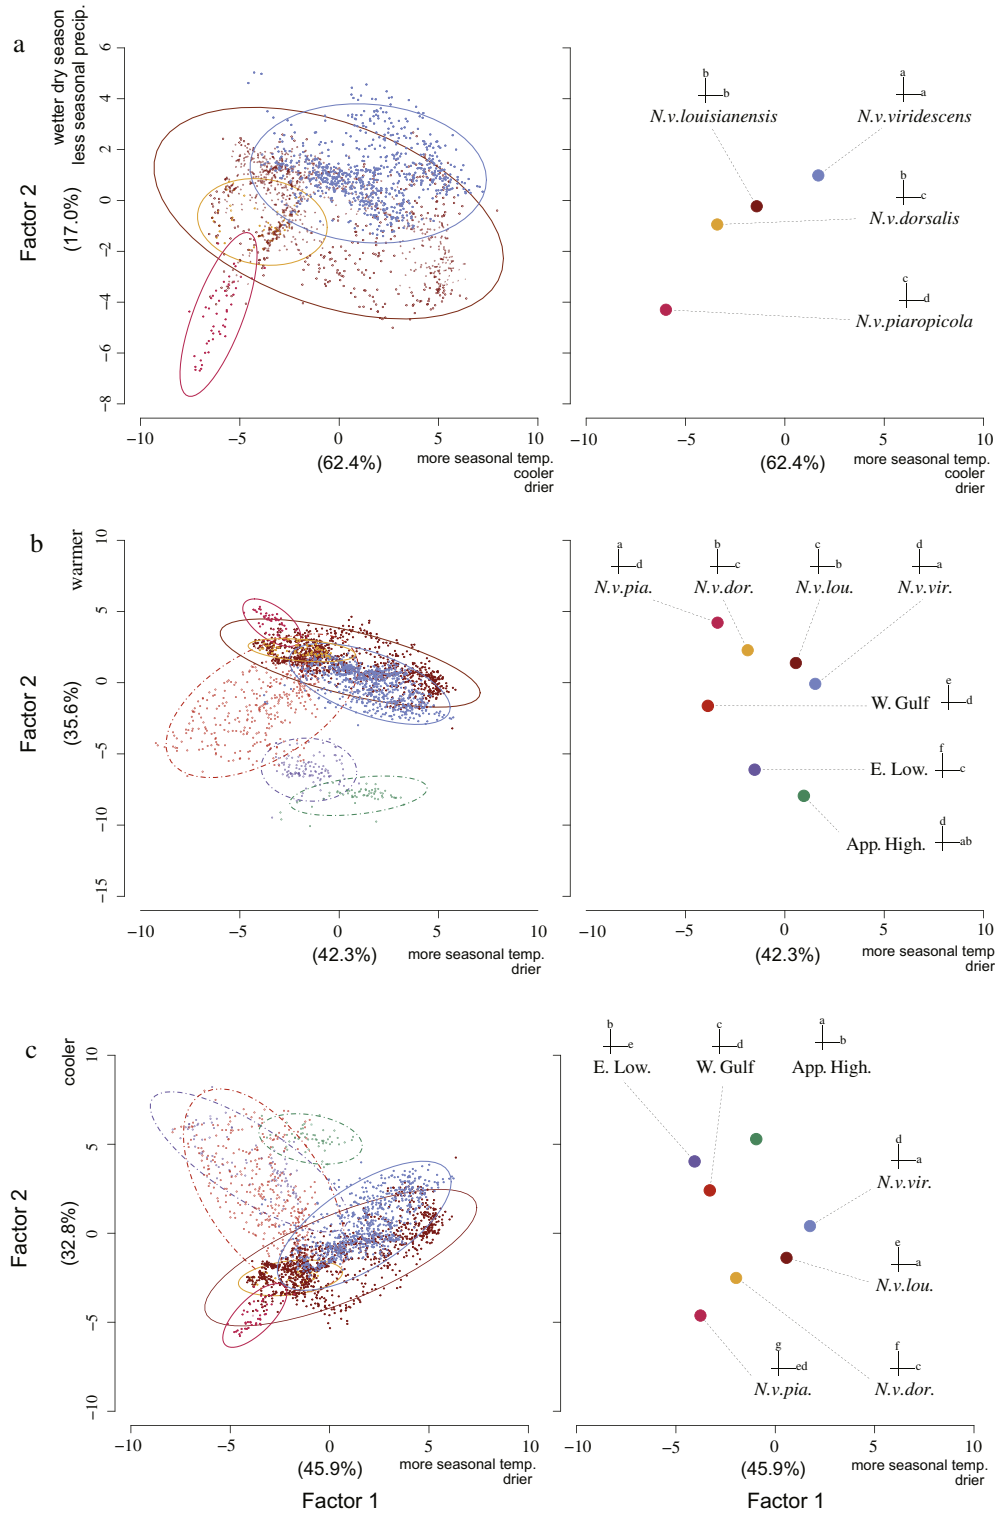 a
wetter dry season
less seasonal precip.
Factor 2
(17.0%)
6
4
2
0
−2
−4
−6
−8
−10
−5
0
5
10
(62.4%)
more seasonal temp.
cooler
drier
b
b
N.v.louisianensis
a
a
N.v.viridescens
b
c
N.v.dorsalis
c
d
N.v.piaropicola
−10
−5
0
5
10
(62.4%)
more seasonal temp.
cooler
drier
b
warmer
Factor 2
(35.6%)
10
5
0
−5
−10
−15
−10
−5
0
5
10
(42.3%)
more seasonal temp.
drier
a
d
N.v.pia.
b
c
N.v.dor.
c
b
N.v.lou.
d
a
N.v.vir.
W. Gulf
e
d
E. Low.
f
c
App. High.
d
ab
−10
−5
0
5
10
(42.3%)
more seasonal temp
drier
c
cooler
Factor 2
(32.8%)
10
5
0
−5
−10
−10
−5
0
5
10
(45.9%)
more seasonal temp.
drier
Factor 1
b
e
E. Low.
c
d
W. Gulf
a
b
App. High.
d
a
N.v.vir.
e
a
N.v.lou.
g
ed
N.v.pia.
f
c
N.v.dor.
−10
−5
0
5
10
(45.9%)
more seasonal temp.
drier
Factor 1